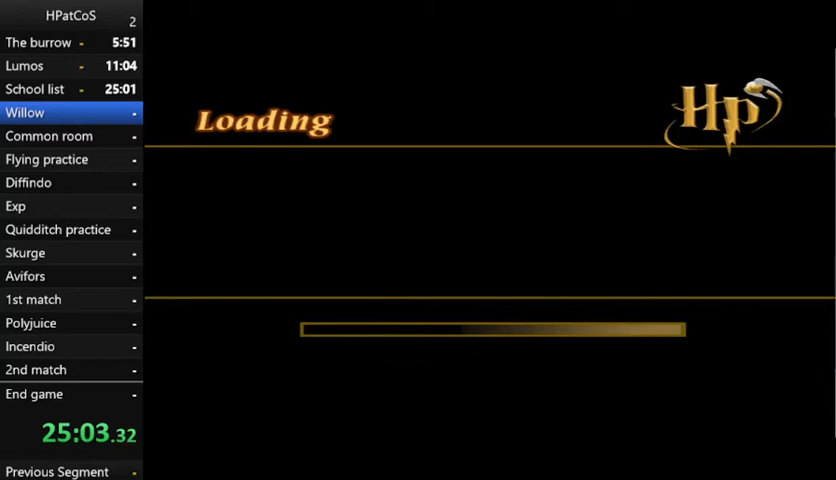 HPatCoS
2
The burrow - 5:51
Lumos - 11:04
School list - 25:01
Willow -
Common room -
Flying practice -
Diffindo -
Exp -
Quidditch practice -
Skurge -
Avifors -
1st match -
Polyjuice -
Incendio -
2nd match -
End game -
25:03.32
Previous Segment -
Loading
HP